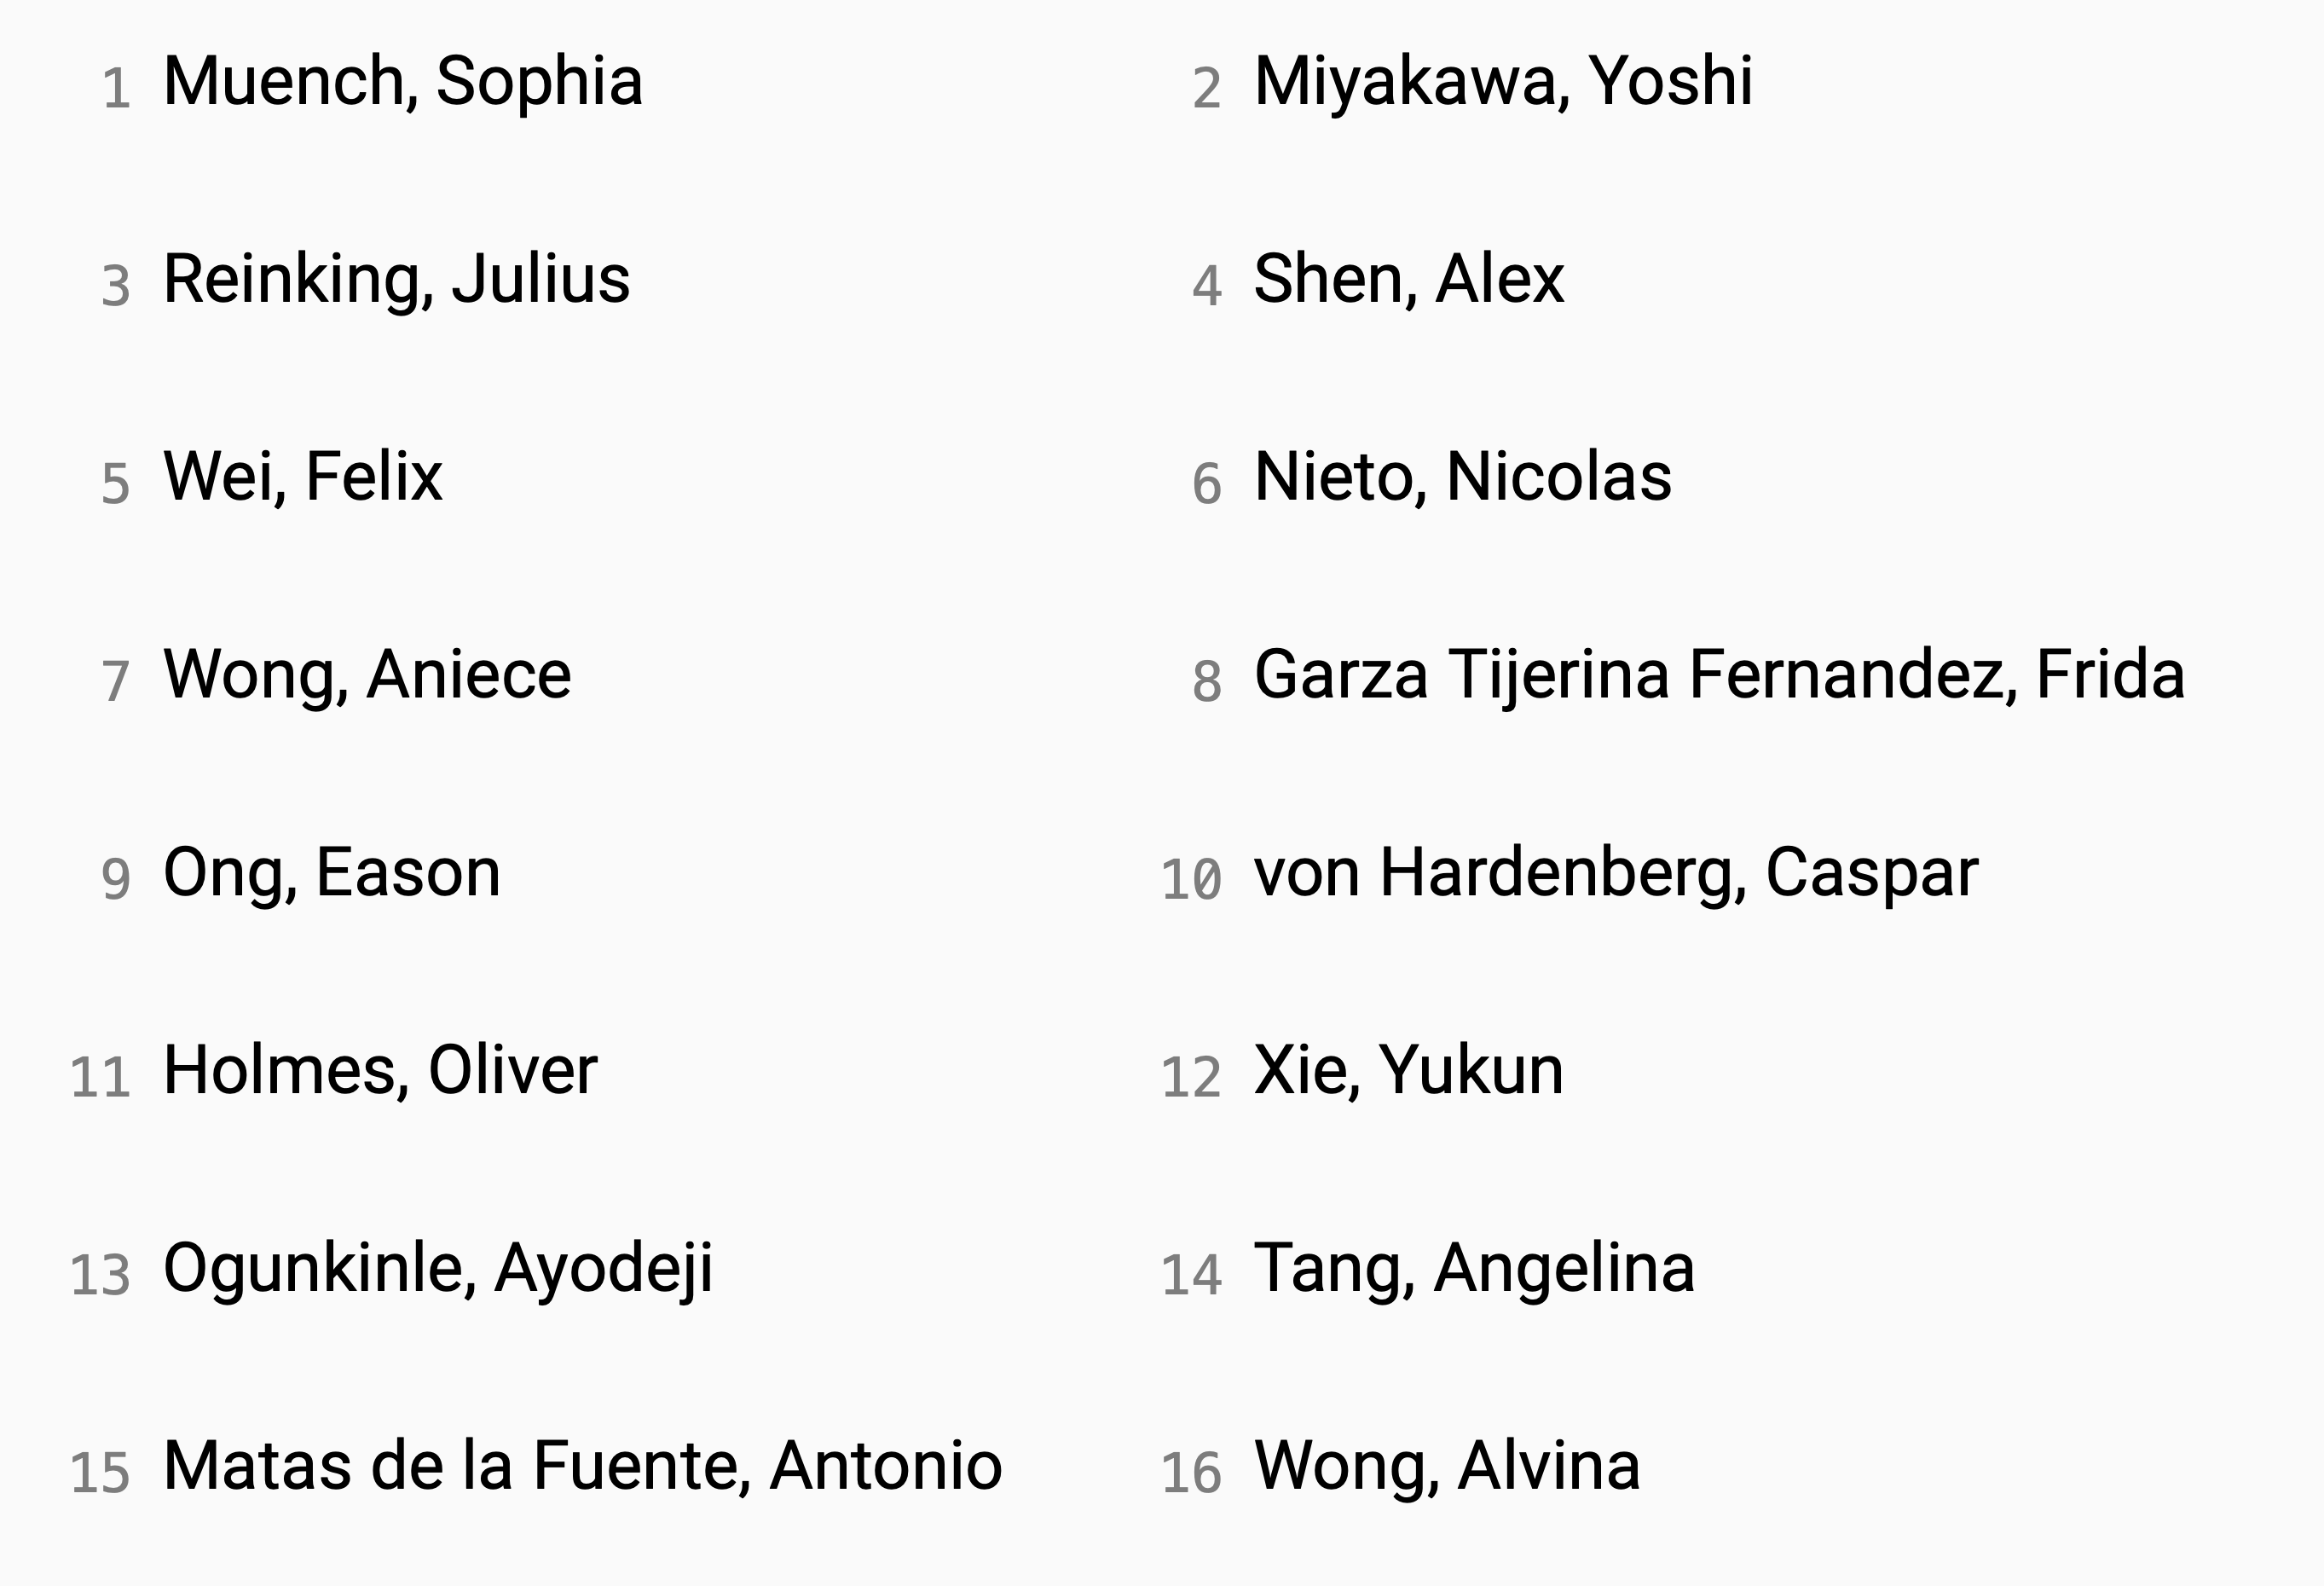 1 Muench, Sophia
2 Miyakawa, Yoshi
3 Reinking, Julius
4 Shen, Alex
5 Wei, Felix
6 Nieto, Nicolas
7 Wong, Aniece
8 Garza Tijerina Fernandez, Frida
9 Ong, Eason
10 von Hardenberg, Caspar
11 Holmes, Oliver
12 Xie, Yukun
13 Ogunkinle, Ayodeji
14 Tang, Angelina
15 Matas de la Fuente, Antonio
16 Wong, Alvina